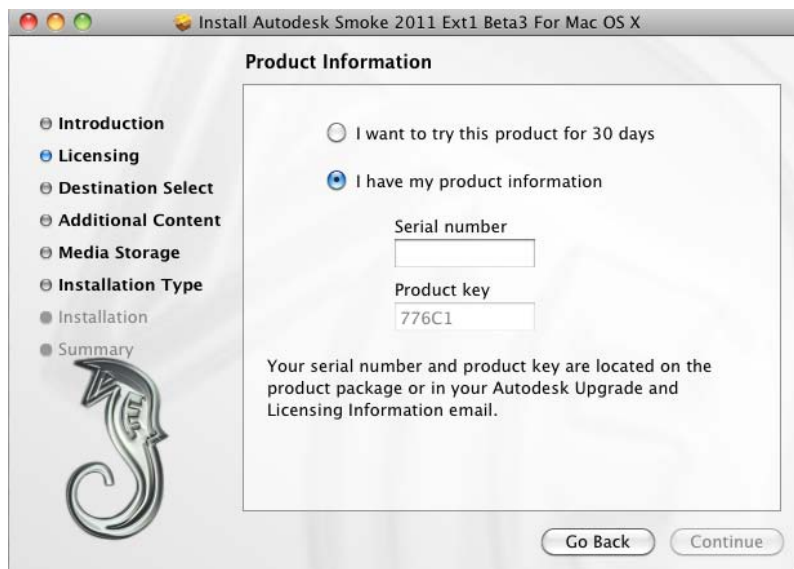 Install Autodesk Smoke 2011 Ext1 Beta3 For Mac OS X
Product Information
Introduction
Licensing
Destination Select
Additional Content
Media Storage
Installation Type
Installation
Summary
I want to try this product for 30 days
I have my product information
Serial number
Product key
776C1
Your serial number and product key are located on the
product package or in your Autodesk Upgrade and
Licensing Information email.
Go Back
Continue